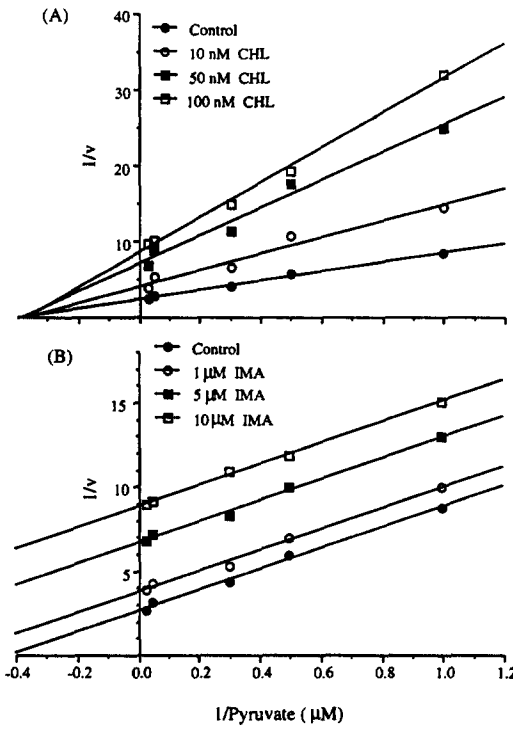 (A)
Control
10 nM CHL
50 nM CHL
100 nM CHL
40
30
20
10
0
1/v
(B)
Control
1 μM IMA
5 μM IMA
10 μM IMA
15
10
5
1/v
-0.4 -0.2 0.0 0.2 0.4 0.6 0.8 1.0 1.2
1/Pyruvate ( μM)